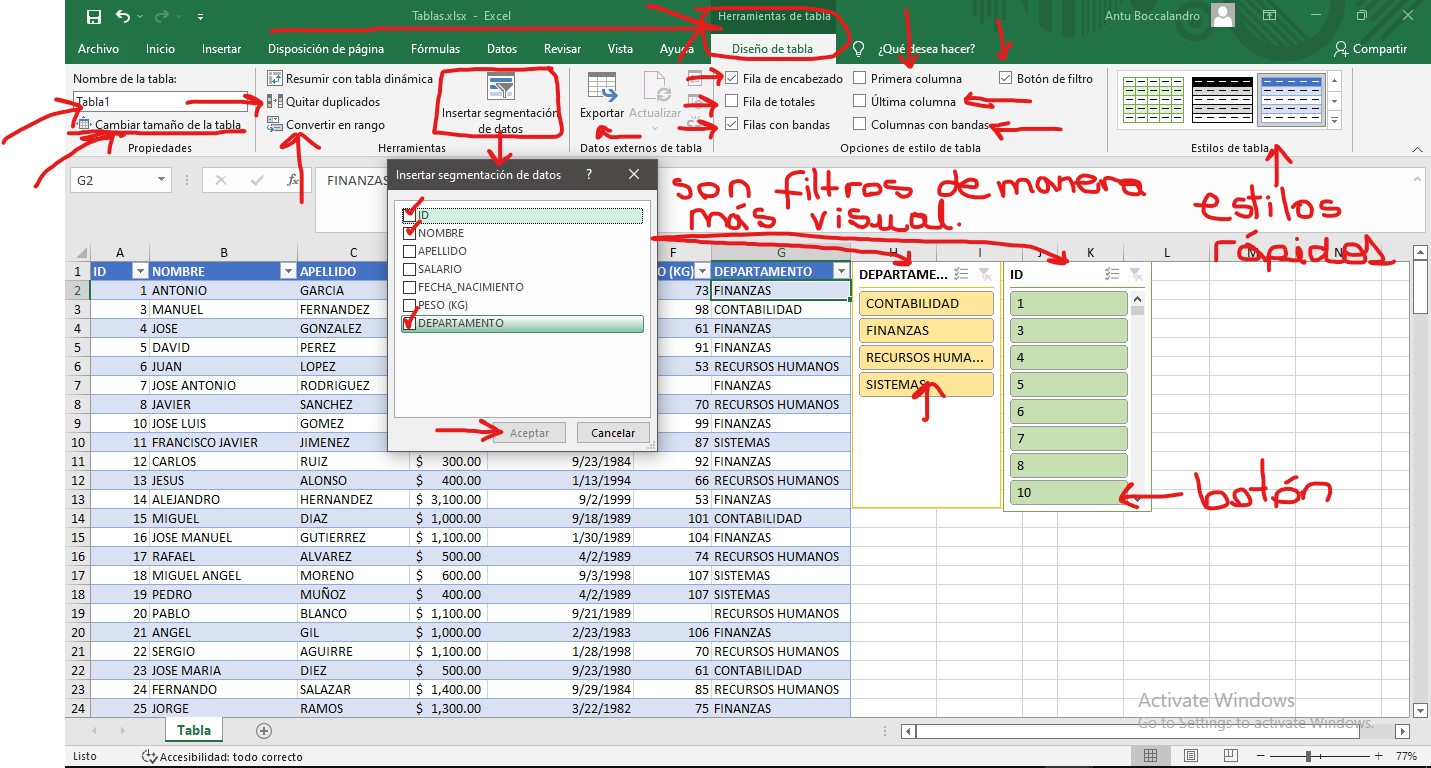 Tablas.xlsx - Excel
Herramientas de tabla
Antu Boccalandro
Archivo Inicio Insertar Disposición de página Fórmulas Datos Revisar Vista Ayuda Diseño de tabla ¿Qué desea hacer? Compartir
Nombre de la tabla:
Tabla1
Cambiar tamaño de la tabla
Propiedades
Resumir con tabla dinámica
Quitar duplicados
Convertir en rango
Insertar segmentación
de datos
Herramientas
Exportar Actualizar
Datos externos de tabla
Fila de encabezado Primera columna Botón de filtro
Fila de totales Última columna
Filas con bandas Columnas con bandas
Opciones de estilo de tabla
Estilos de tabla
G2
fx
FINANZAS
Insertar segmentación de datos ?
ID
NOMBRE
APELLIDO
SALARIO
FECHA_NACIMIENTO
PESO (KG)
DEPARTAMENTO
Aceptar Cancelar
son filtros de manera
más visual.
estilos
rápidos
botón
A B C F G H I J K L M N
1 ID NOMBRE APELLIDO O (KG) DEPARTAMENTO
2 1 ANTONIO GARCIA 73 FINANZAS
3 3 MANUEL FERNANDEZ 98 CONTABILIDAD
4 4 JOSE GONZALEZ 61 FINANZAS
5 5 DAVID PEREZ 91 FINANZAS
6 6 JUAN LOPEZ 53 RECURSOS HUMANOS
7 7 JOSE ANTONIO RODRIGUEZ FINANZAS
8 8 JAVIER SANCHEZ 70 RECURSOS HUMANOS
9 10 JOSE LUIS GOMEZ 99 FINANZAS
10 11 FRANCISCO JAVIER JIMENEZ 87 SISTEMAS
11 12 CARLOS RUIZ $ 300.00 9/23/1984 92 FINANZAS
12 13 JESUS ALONSO $ 400.00 1/13/1994 66 RECURSOS HUMANOS
13 14 ALEJANDRO HERNANDEZ $ 3,100.00 9/2/1999 53 FINANZAS
14 15 MIGUEL DIAZ $ 1,000.00 9/18/1989 101 CONTABILIDAD
15 16 JOSE MANUEL GUTIERREZ $ 1,100.00 1/30/1989 104 FINANZAS
16 17 RAFAEL ALVAREZ $ 500.00 4/2/1989 74 RECURSOS HUMANOS
17 18 MIGUEL ANGEL MORENO $ 600.00 9/3/1998 107 SISTEMAS
18 19 PEDRO MUÑOZ $ 400.00 4/2/1989 107 SISTEMAS
19 20 PABLO BLANCO $ 1,100.00 9/21/1989 RECURSOS HUMANOS
20 21 ANGEL GIL $ 1,000.00 2/23/1983 106 FINANZAS
21 22 SERGIO AGUIRRE $ 1,100.00 1/28/1998 70 RECURSOS HUMANOS
22 23 JOSE MARIA DIEZ $ 500.00 9/23/1980 61 CONTABILIDAD
23 24 FERNANDO SALAZAR $ 1,400.00 9/29/1984 85 RECURSOS HUMANOS
24 25 JORGE RAMOS $ 1,300.00 3/22/1982 75 FINANZAS
DEPARTAME...
CONTABILIDAD
FINANZAS
RECURSOS HUMA...
SISTEMAS
ID
1
3
4
5
6
7
8
10
Activate Windows
Go to Settings to activate Windows.
Tabla
Listo Accesibilidad: todo correcto 77%